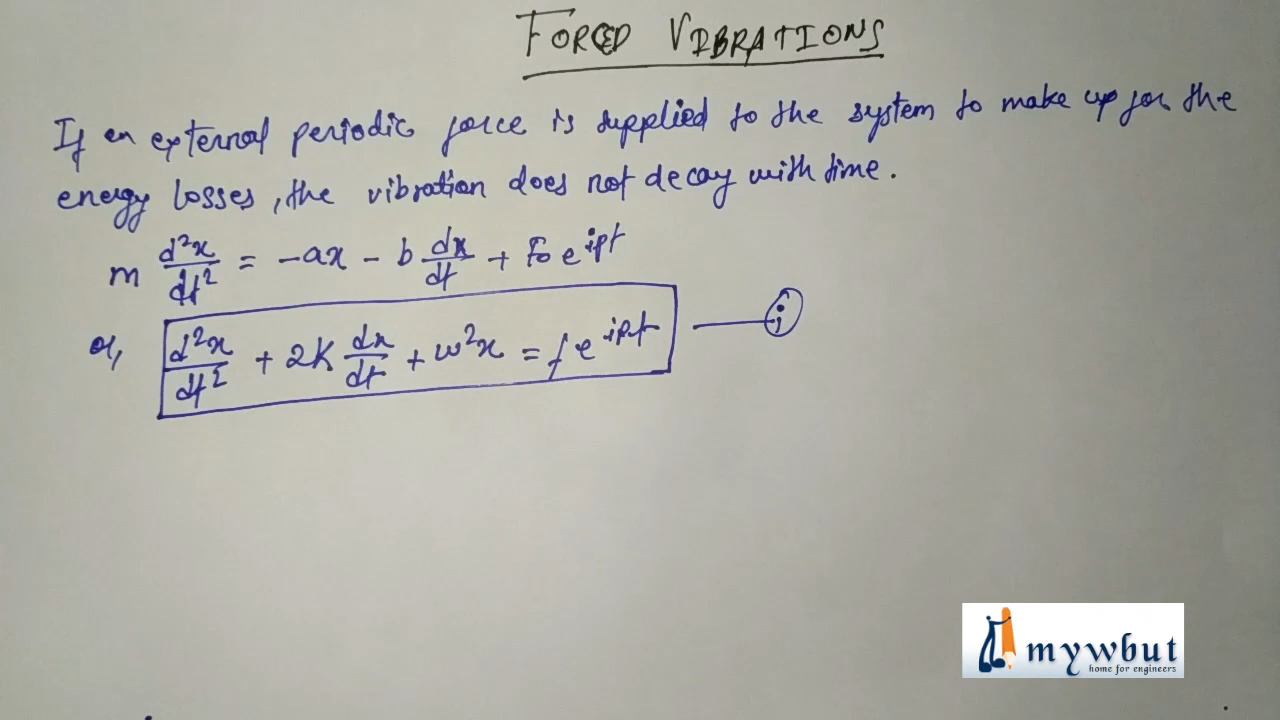 FORCED VIBRATIONS
If an external periodic force is supplied to the system to make up for the
energy losses, the vibration does not decay with time.
m d²x/dt² = -ax - b dx/dt + F₀ e^ipt
or, d²x/dt² + 2K dx/dt + ω²x = f e^ipt — i
mywbut
home for engineers